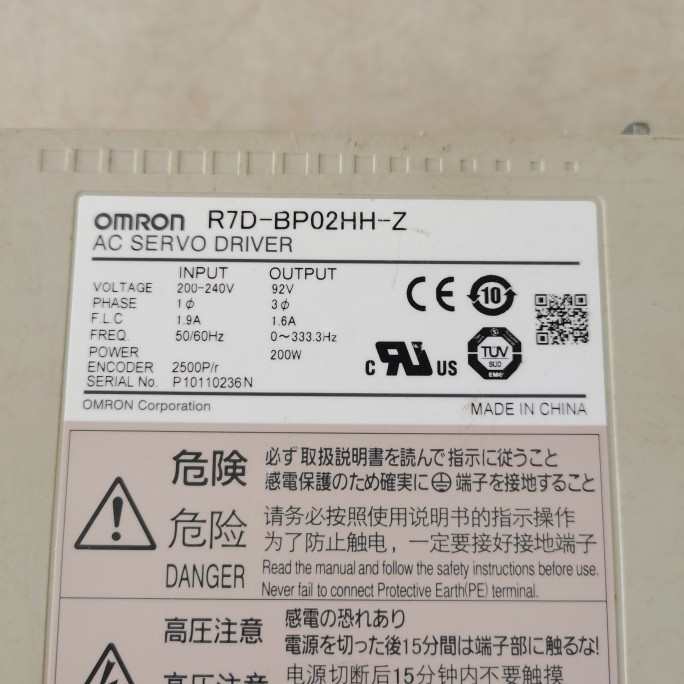 OMRON R7D-BP02HH-Z
AC SERVO DRIVER
INPUT OUTPUT
VOLTAGE 200-240V 92V
PHASE 1ϕ 3ϕ
F.L.C 1.9A 1.6A
FREQ. 50/60Hz 0～333.3Hz
POWER 200W
ENCODER 2500P/r
SERIAL No. P10110236N
CE 10
c RU US
TÜV
SÜD
EMC
OMRON Corporation MADE IN CHINA
危険 必ず取扱説明書を読んで指示に従うこと
感電保護のため確実に⏚端子を接地すること
危险 请务必按照使用说明书的指示操作
为了防止触电，一定要接好接地端子
DANGER Read the manual and follow the safety instructions before use.
Never fail to connect Protective Earth(PE) terminal.
高圧注意 感電の恐れあり
電源を切った後15分間は端子部に触るな!
高压注意 电源切断后15分钟内不要触摸